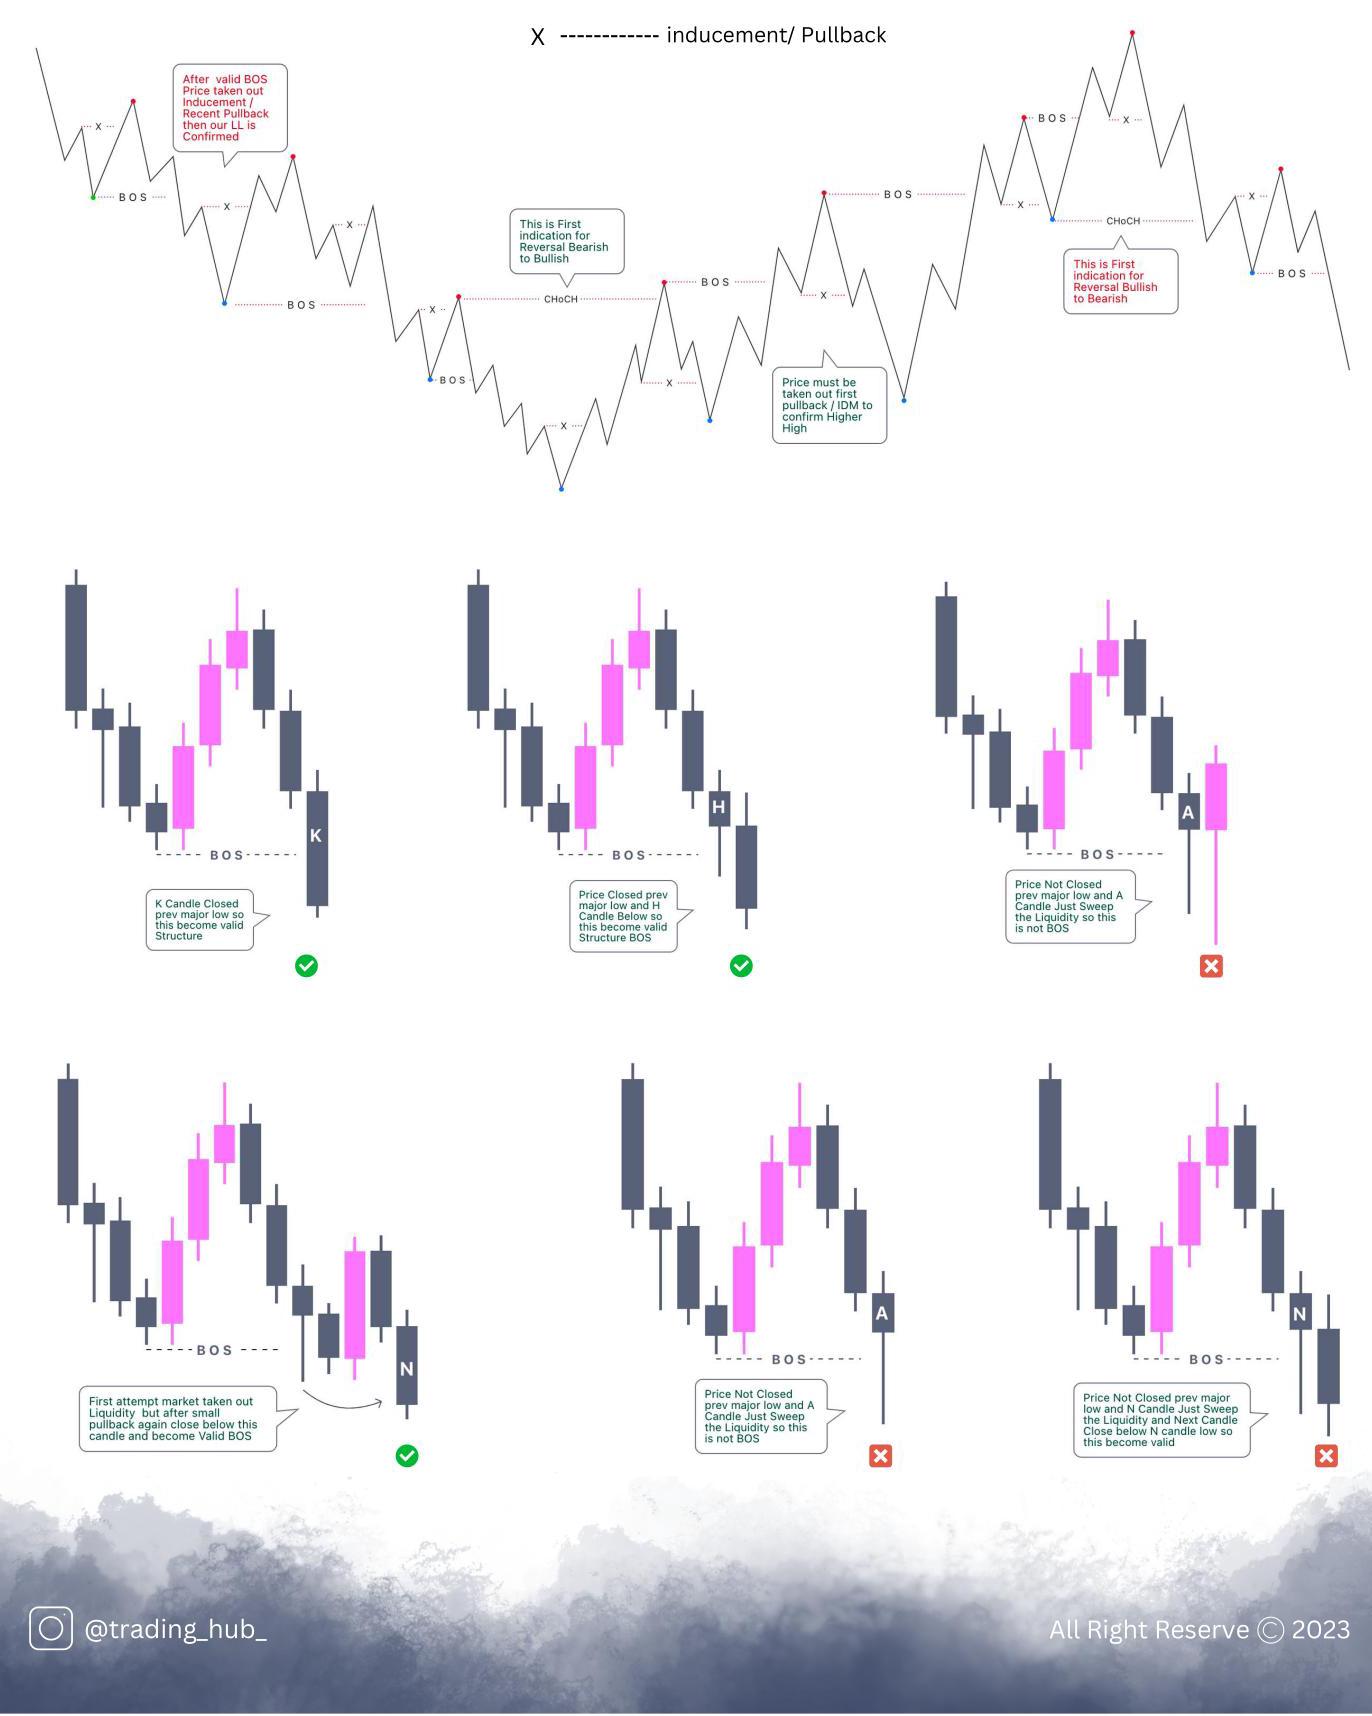 X ------------ inducement/ Pullback
After valid BOS
Price taken out
Inducement /
Recent Pullback
then our LL is
Confirmed
X
BOS
X
BOS
X
X
BOS
This is First
indication for
Reversal Bearish
to Bullish
CHoCH
X
X
BOS
X
BOS
Price must be
taken out first
pullback / IDM to
confirm Higher
High
X
BOS
X
CHoCH
This is First
indication for
Reversal Bullish
to Bearish
X
BOS
K
BOS
K Candle Closed
prev major low so
this become valid
Structure
H
BOS
Price Closed prev
major low and H
Candle Below so
this become valid
Structure BOS
A
BOS
Price Not Closed
prev major low and A
Candle Just Sweep
the Liquidity so this
is not BOS
BOS
N
First attempt market taken out
Liquidity but after small
pullback again close below this
candle and become Valid BOS
A
BOS
Price Not Closed
prev major low and A
Candle Just Sweep
the Liquidity so this
is not BOS
N
BOS
Price Not Closed prev major
low and N Candle Just Sweep
the Liquidity and Next Candle
Close below N candle low so
this become valid
@trading_hub_
All Right Reserve © 2023